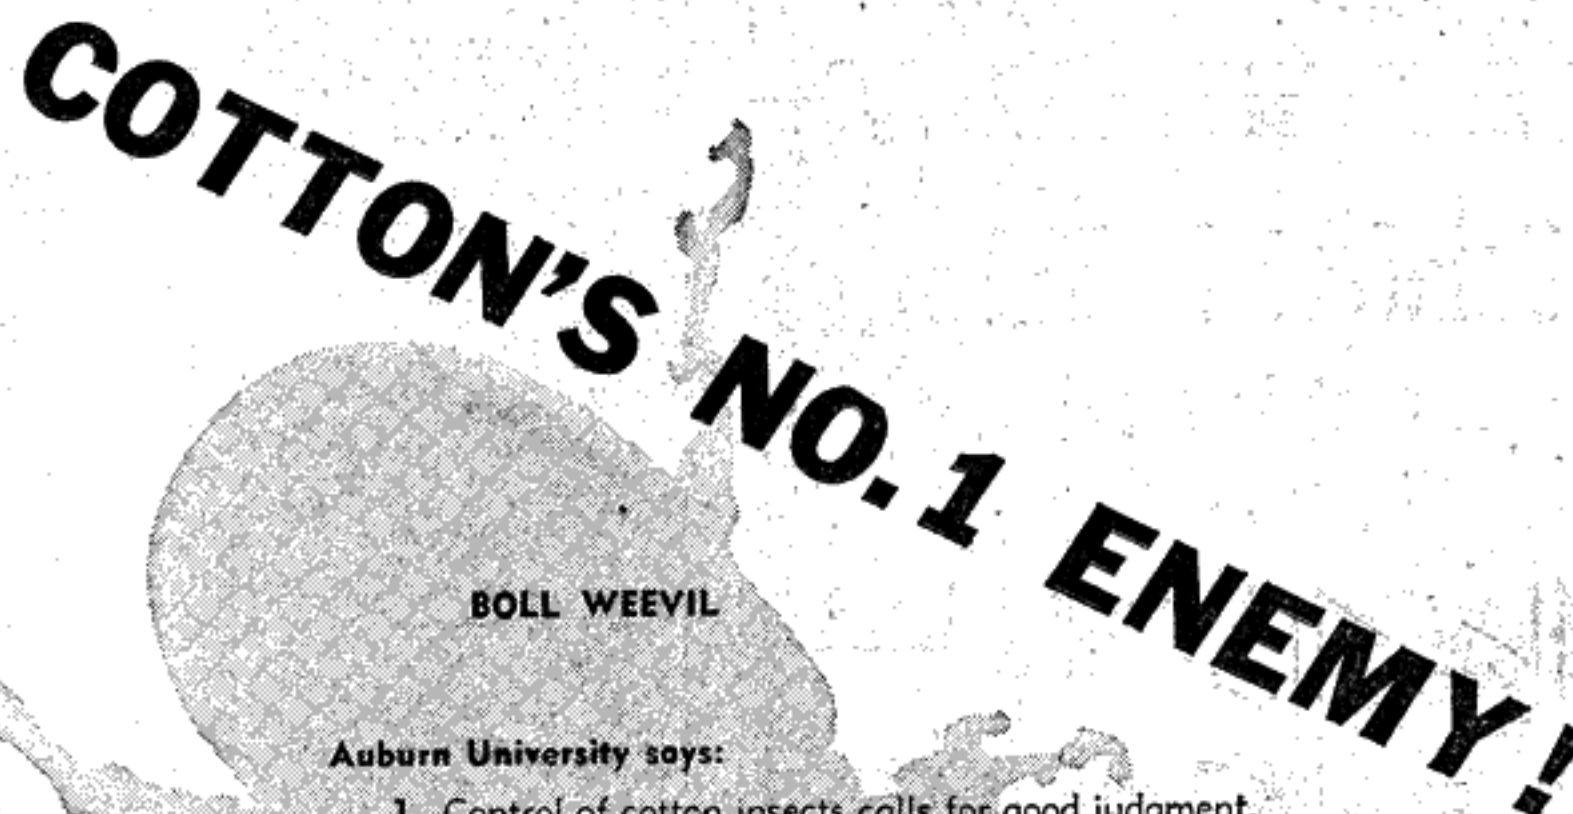 COTTON'S NO.1 ENEMY!
BOLL WEEVIL
Auburn University says:
1. Control of cotton insects calls for good judgment.